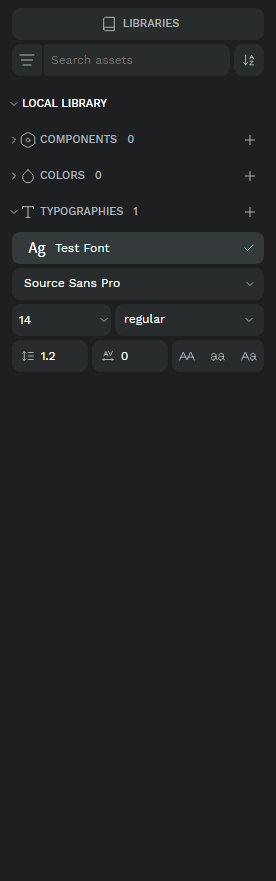 LIBRARIES
Search assets
LOCAL LIBRARY
COMPONENTS 0
COLORS 0
TYPOGRAPHIES 1
Ag Test Font
Source Sans Pro
14 regular
1.2 AV 0 AA aa Aa